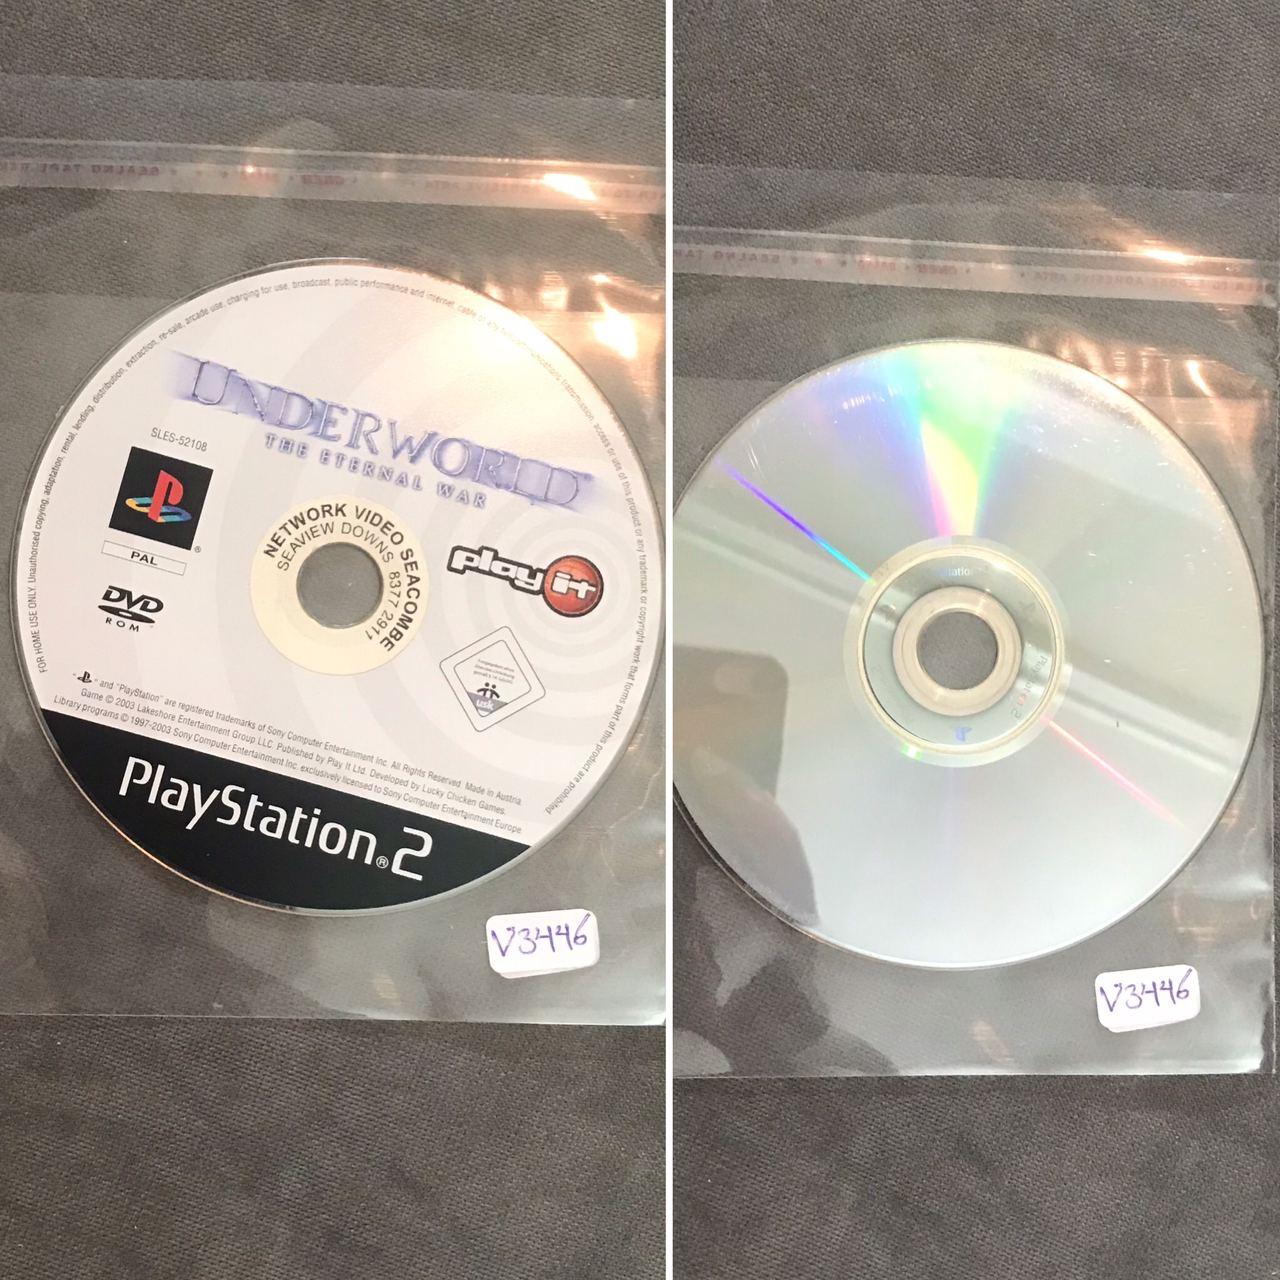 FOR HOME USE ONLY. Unauthorised copying, adaptation, rental, lending, distribution, extraction, re-sale, arcade use, charging for use, broadcast, public performance and internet, cable or any telecommunications transmission, access or use of this product or any trademark or copyright work that forms part of this product are prohibited
UNDERWORLD
THE ETERNAL WAR
SLES-52108
PAL
DVD
ROM
NETWORK VIDEO SEACOMBE
SEAVIEW DOWNS 8377 2911
play it
usk
" " and "PlayStation" are registered trademarks of Sony Computer Entertainment Inc. All Rights Reserved. Made in Austria.
Game © 2003 Lakeshore Entertainment Group LLC. Published by Play It Ltd. Developed by Lucky Chicken Games.
Library programs © 1997-2003 Sony Computer Entertainment Inc. exclusively licensed to Sony Computer Entertainment Europe.
PlayStation®2
V3446
V3446